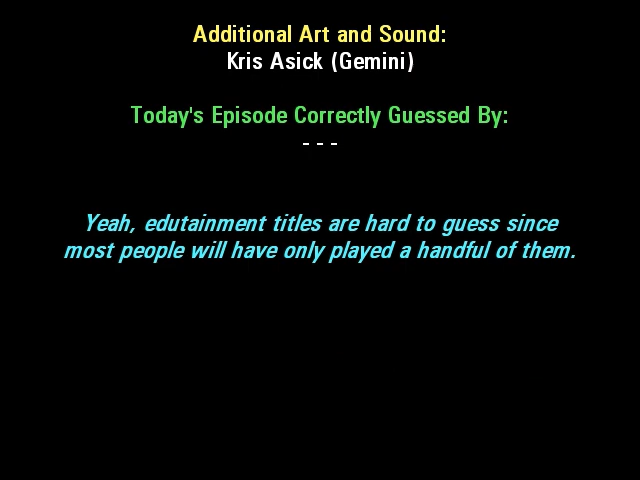 Additional Art and Sound:
Kris Asick (Gemini)
Today's Episode Correctly Guessed By:
- - -
Yeah, edutainment titles are hard to guess since
most people will have only played a handful of them.